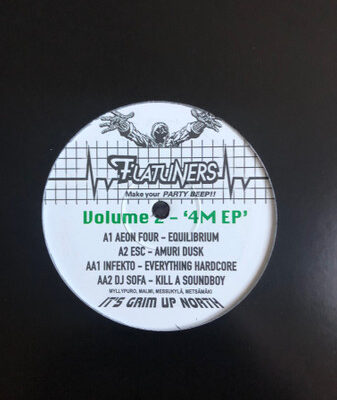 FLATLINERS
Make your PARTY BEEP!!
Volume 2 - '4M EP'
A1 AEON FOUR - EQUILIBRIUM
A2 ESC - AMURI DUSK
AA1 INFEKTO - EVERYTHING HARDCORE
AA2 DJ SOFA - KILL A SOUNDBOY
MYLLYPURO, MALMI, MESSUKYLÄ, METSÄMÄKI
IT'S GRIM UP NORTH